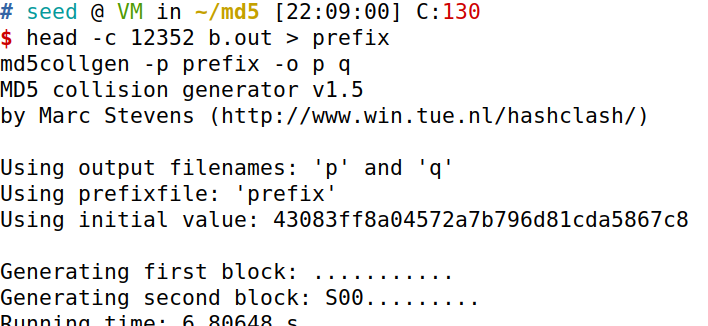 # seed @ VM in ~/md5 [22:09:00] C:130
$ head -c 12352 b.out > prefix
md5collgen -p prefix -o p q
MD5 collision generator v1.5
by Marc Stevens (http://www.win.tue.nl/hashclash/)
Using output filenames: 'p' and 'q'
Using prefixfile: 'prefix'
Using initial value: 43083ff8a04572a7b796d81cda5867c8
Generating first block: ...........
Generating second block: S00.........
Running time: 6.80648 s